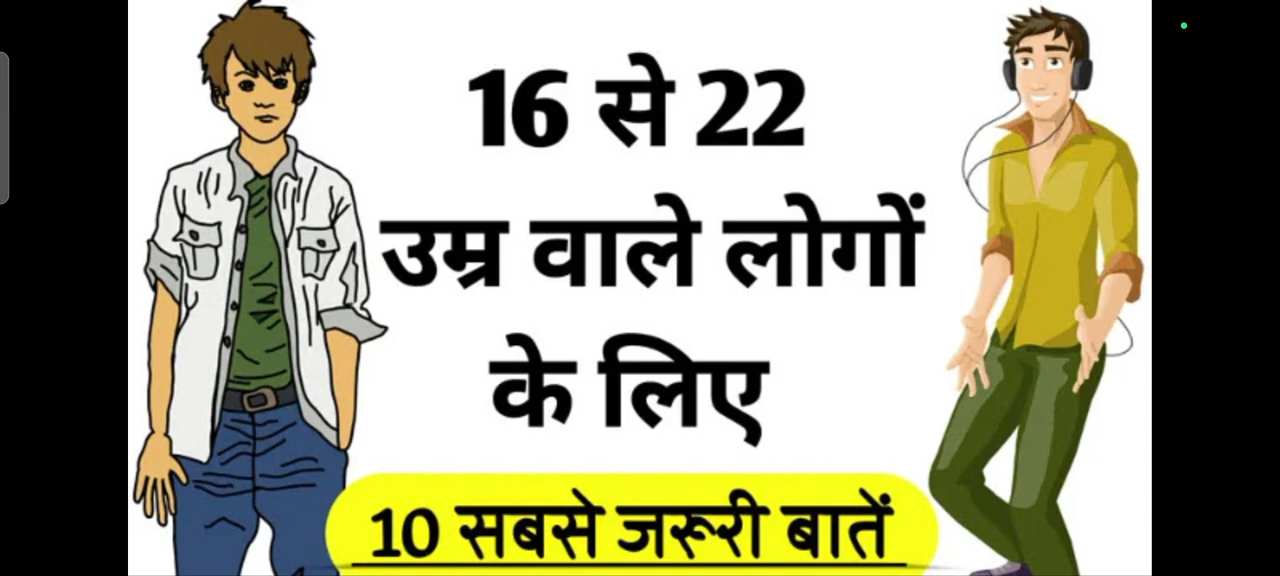 16 से 22
उम्र वाले लोगों
के लिए
10 सबसे जरूरी बातें